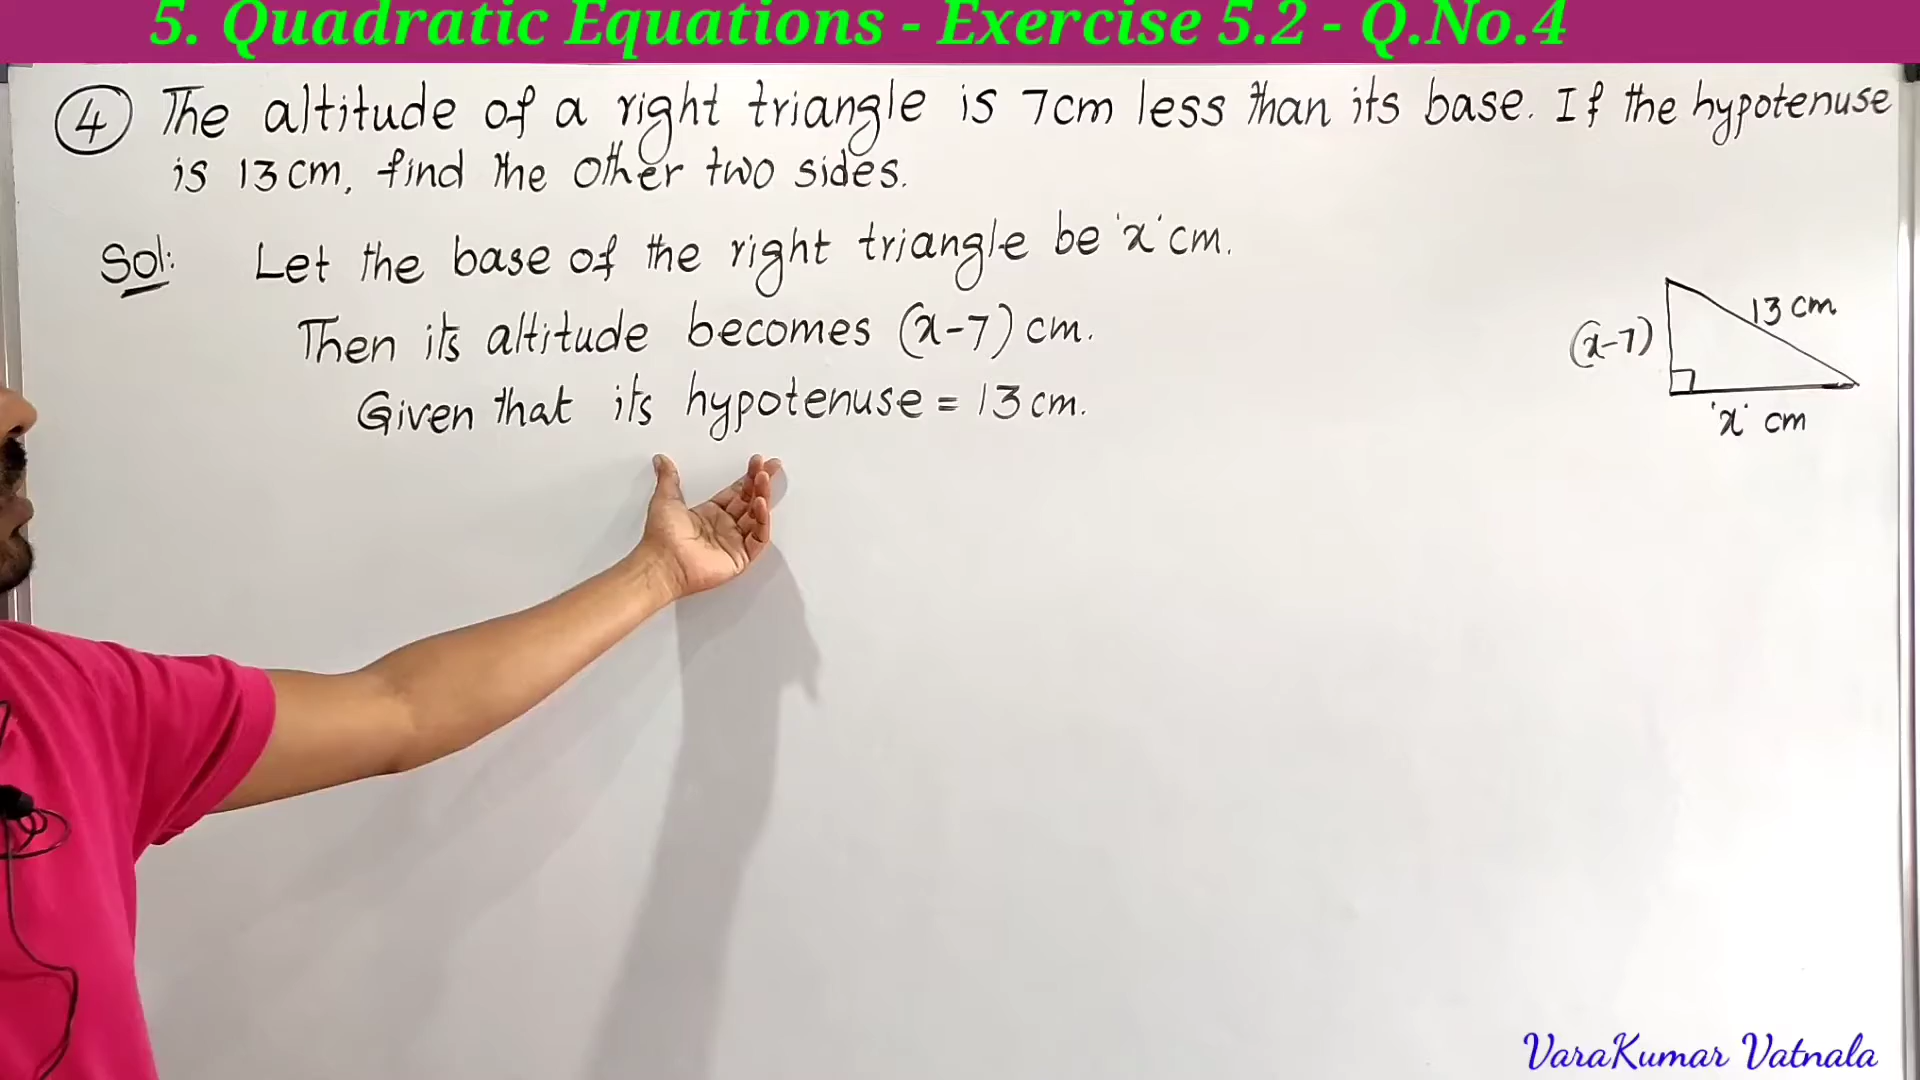 5. Quadratic Equations - Exercise 5.2 - Q.No.4
4 The altitude of a right triangle is 7cm less than its base. If the hypotenuse
is 13cm, find the other two sides.
Sol: Let the base of the right triangle be 'x' cm.
Then its altitude becomes (x-7) cm.
Given that its hypotenuse = 13 cm.
13 cm
(x-7)
'x' cm
VaraKumar Vatnala